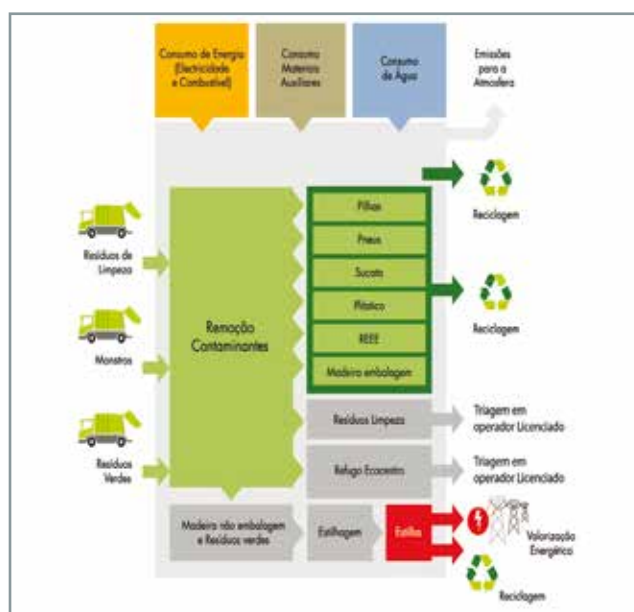 Consumo de Energia
(Electricidade
e Combustível)
Consumo
Materiais
Auxiliares
Consumo
de Água
Emissões
para a
Atmosfera
Resíduos de
Limpeza
Monstros
Resíduos
Verdes
Remoção
Contaminantes
Pilhas
Pneus
Sucata
Plástico
REEE
Madeira embalagem
Resíduos Limpeza
Refugo Ecocentro
Reciclagem
Reciclagem
Triagem em
operador Licenciado
Triagem em
operador Licenciado
Madeira não embalagem
e Resíduos verdes
Estilhagem
Estilha
Valorização
Energética
Reciclagem